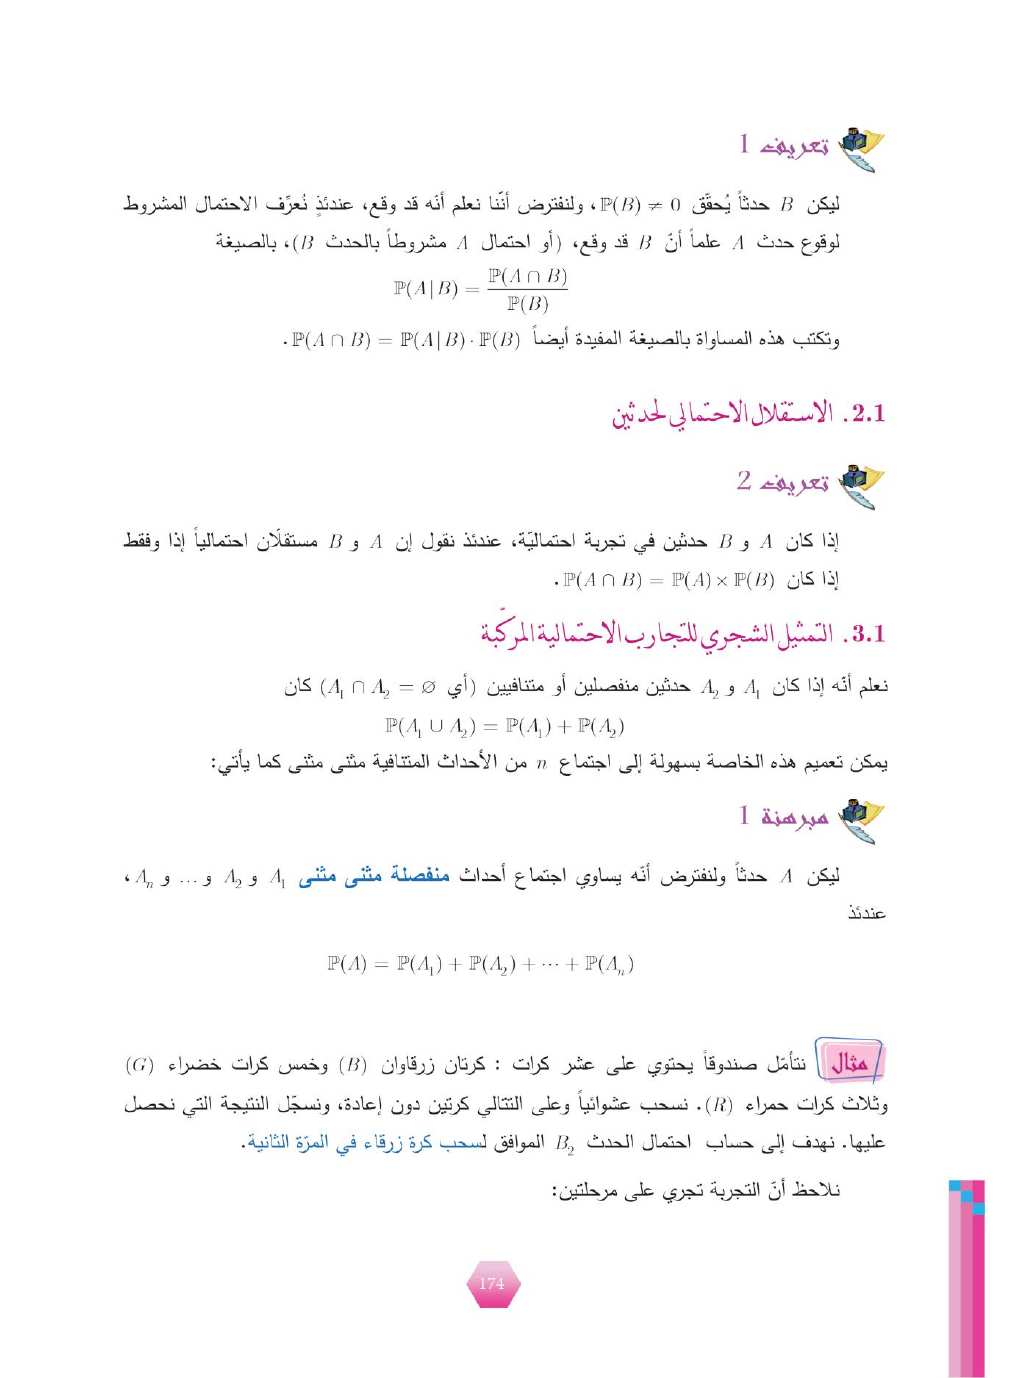 تعريف 1
ليكن B حدثاً يُحقّق P(B) ≠ 0، ولنفترض أنّنا نعلم أنّه قد وقع، عندئذٍ نُعرِّف الاحتمال المشروط
لوقوع حدث A علماً أنّ B قد وقع، (أو احتمال A مشروطاً بالحدث B)، بالصيغة
ℙ(A|B) = ℙ(A ∩ B) / ℙ(B)
وتكتب هذه المساواة بالصيغة المفيدة أيضاً ℙ(A ∩ B) = ℙ(A|B) · ℙ(B).
2.1. الاستقلال الاحتمالي لحدثين
تعريف 2
إذا كان A و B حدثين في تجربة احتماليّة، عندئذ نقول إن A و B مستقلّان احتمالياً إذا وفقط
إذا كان ℙ(A ∩ B) = ℙ(A) × ℙ(B).
3.1. التمثيل الشجري للتجارب الاحتمالية المركّبة
نعلم أنّه إذا كان A₁ و A₂ حدثين منفصلين أو متنافيين (أي A₁ ∩ A₂ = ∅) كان
ℙ(A₁ ∪ A₂) = ℙ(A₁) + ℙ(A₂)
يمكن تعميم هذه الخاصة بسهولة إلى اجتماع n من الأحداث المتنافية مثنى مثنى كما يأتي:
مبرهنة 1
ليكن A حدثاً ولنفترض أنّه يساوي اجتماع أحداث منفصلة مثنى مثنى A₁ و A₂ و ... و Aₙ،
عندئذ
ℙ(A) = ℙ(A₁) + ℙ(A₂) + ··· + ℙ(Aₙ)
مثال نتأمّل صندوقاً يحتوي على عشر كرات : كرتان زرقاوان (B) وخمس كرات خضراء (G)
وثلاث كرات حمراء (R). نسحب عشوائياً وعلى التتالي كرتين دون إعادة، ونسجّل النتيجة التي نحصل
عليها. نهدف إلى حساب احتمال الحدث B₂ الموافق لسحب كرة زرقاء في المرّة الثانية.
نلاحظ أنّ التجربة تجري على مرحلتين:
174